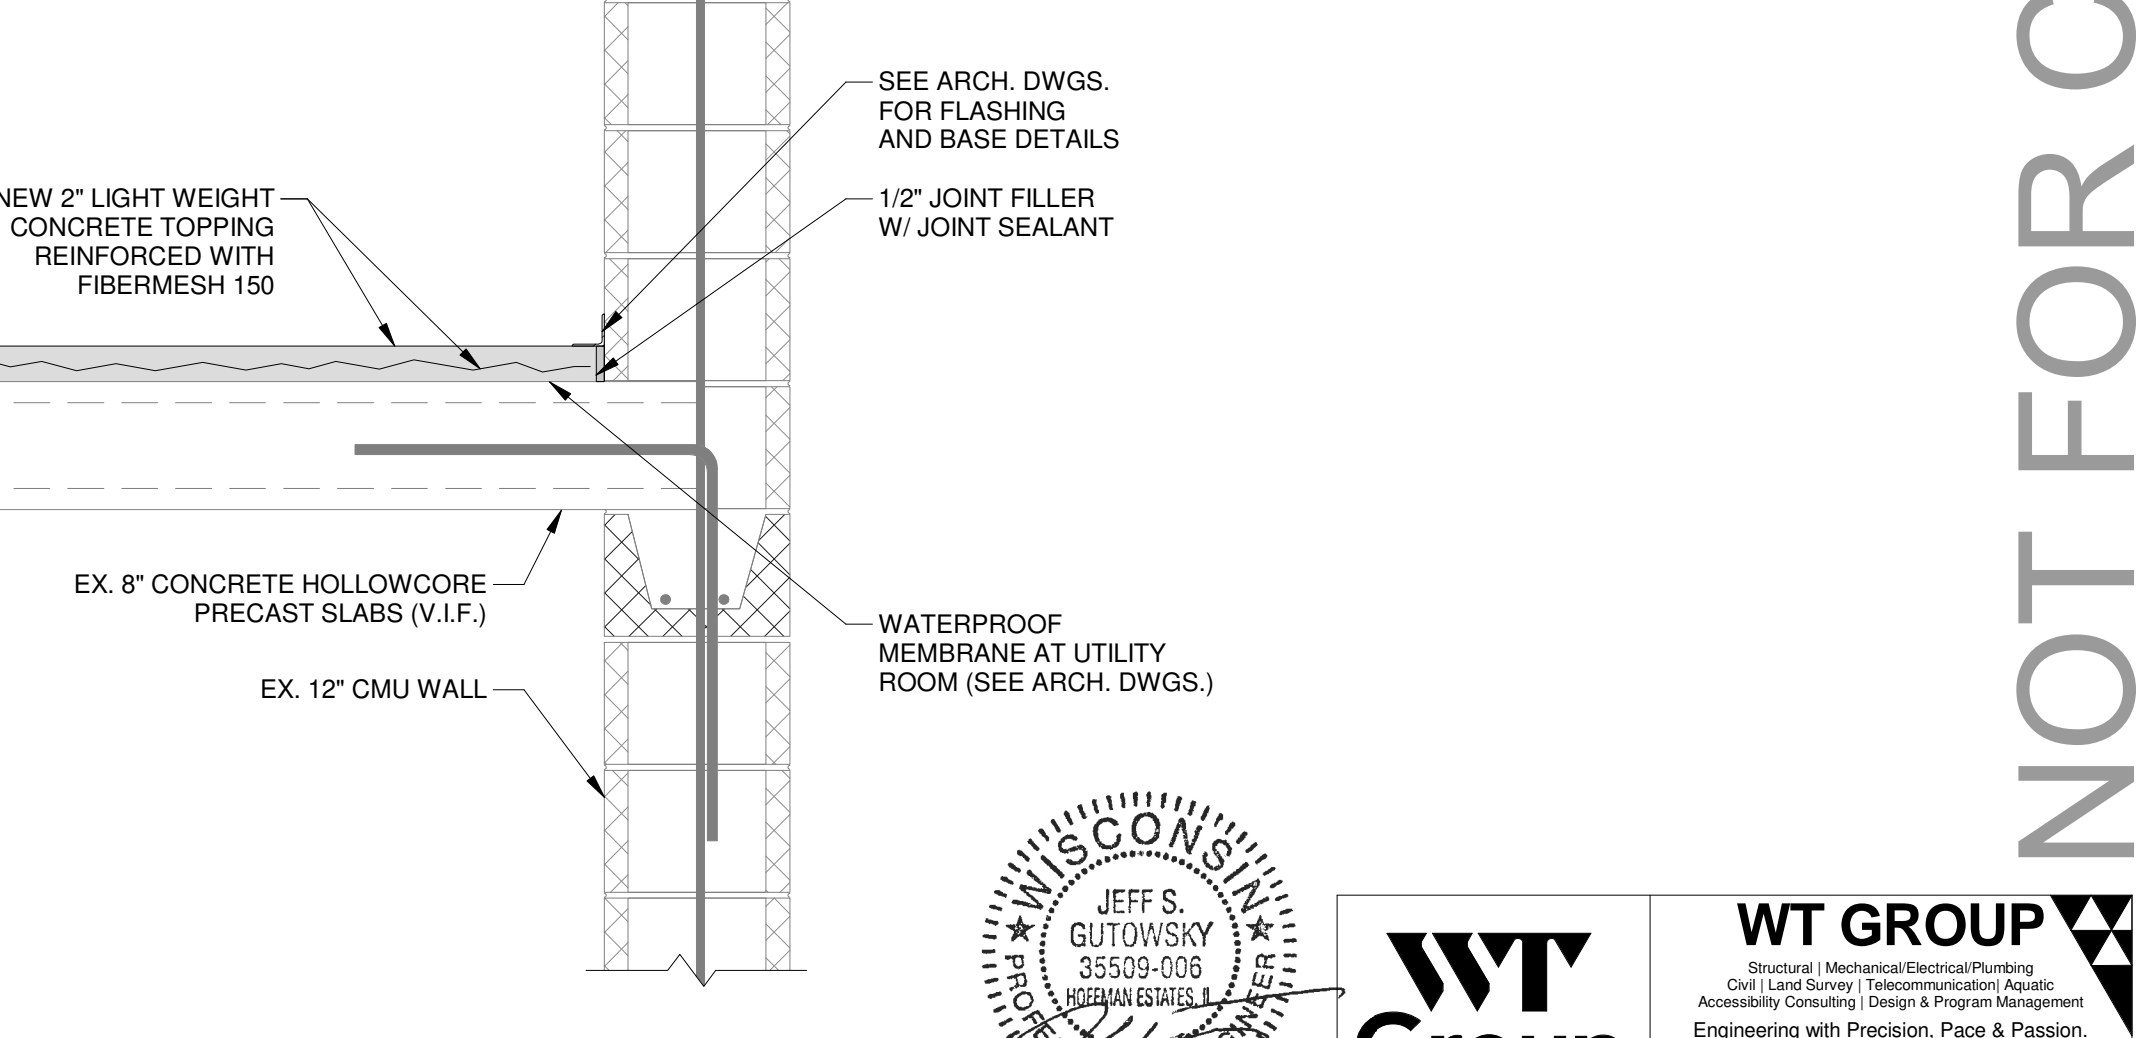 SEE ARCH. DWGS.
FOR FLASHING
AND BASE DETAILS
NEW 2" LIGHT WEIGHT
CONCRETE TOPPING
REINFORCED WITH
FIBERMESH 150
1/2" JOINT FILLER
W/ JOINT SEALANT
EX. 8" CONCRETE HOLLOWCORE
PRECAST SLABS (V.I.F.)
WATERPROOF
MEMBRANE AT UTILITY
ROOM (SEE ARCH. DWGS.)
EX. 12" CMU WALL
NOT FOR C
WISCONSIN
JEFF S.
GUTOWSKY
35509-006
HOFFMAN ESTATES, IL
WT
Group
WT GROUP
Structural | Mechanical/Electrical/Plumbing
Civil | Land Survey | Telecommunication| Aquatic
Accessibility Consulting | Design & Program Management
Engineering with Precision, Pace & Passion.